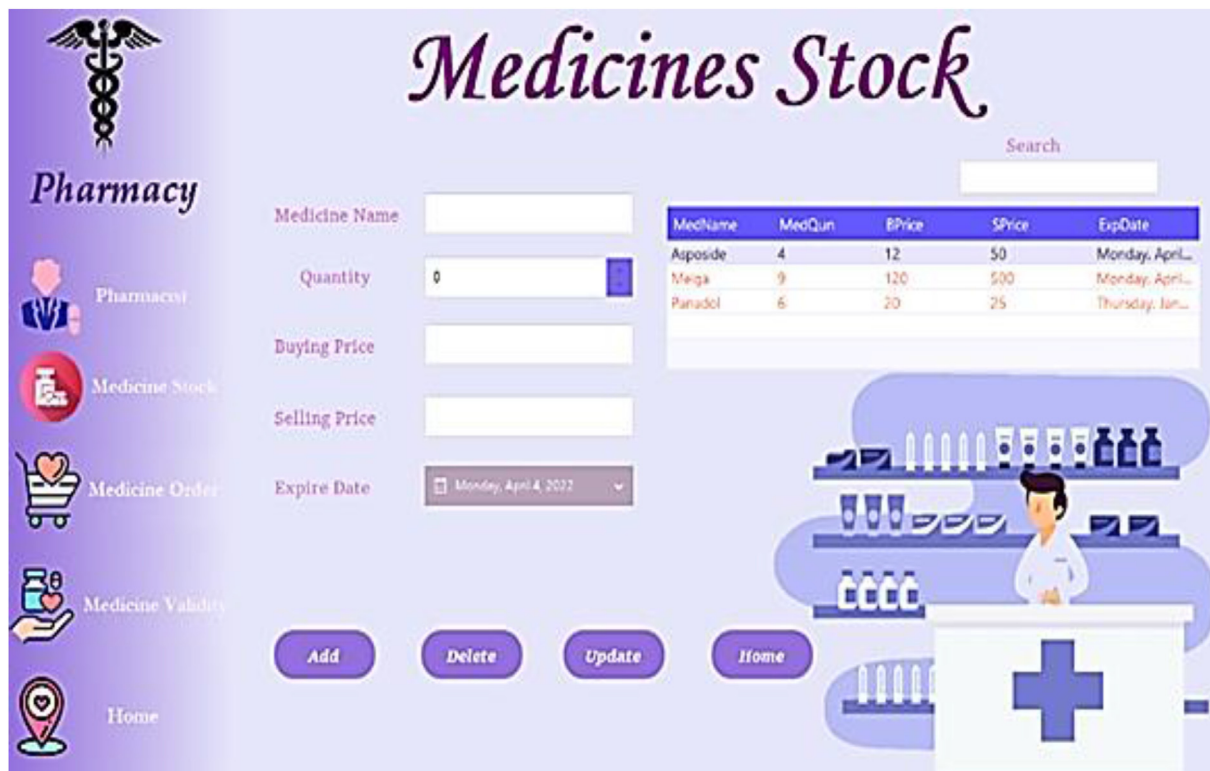 Medicines Stock
Pharmacy
Search
Medicine Name
Quantity
0
Buying Price
Selling Price
Expire Date
Monday, April 4, 2022
MedName MedQun BPrice SPrice ExpDate
Asposide 4 12 50 Monday, April...
Meiga 9 120 500 Monday, April...
Panadol 6 20 25 Thursday, Jan...
Pharmacist
Medicine Stock
Medicine Order
Medicine Validity
Home
Add
Delete
Update
Home